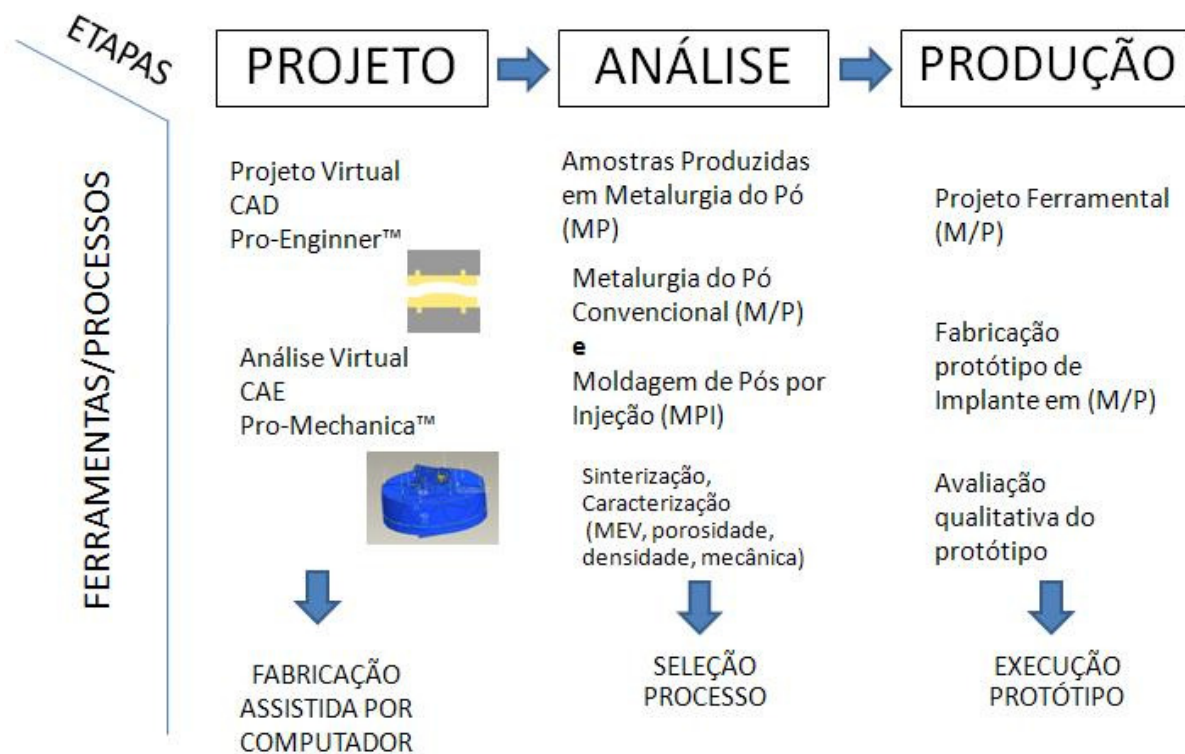 ETAPAS
PROJETO
ANÁLISE
PRODUÇÃO
FERRAMENTAS/PROCESSOS
Projeto Virtual
CAD
Pro-Enginner™
Análise Virtual
CAE
Pro-Mechanica™
FABRICAÇÃO
ASSISTIDA POR
COMPUTADOR
Amostras Produzidas
em Metalurgia do Pó
(MP)
Metalurgia do Pó
Convencional (M/P)
e
Moldagem de Pós por
Injeção (MPI)
Sinterização,
Caracterização
(MEV, porosidade,
densidade, mecânica)
SELEÇÃO
PROCESSO
Projeto Ferramental
(M/P)
Fabricação
protótipo de
Implante em (M/P)
Avaliação
qualitativa do
protótipo
EXECUÇÃO
PROTÓTIPO